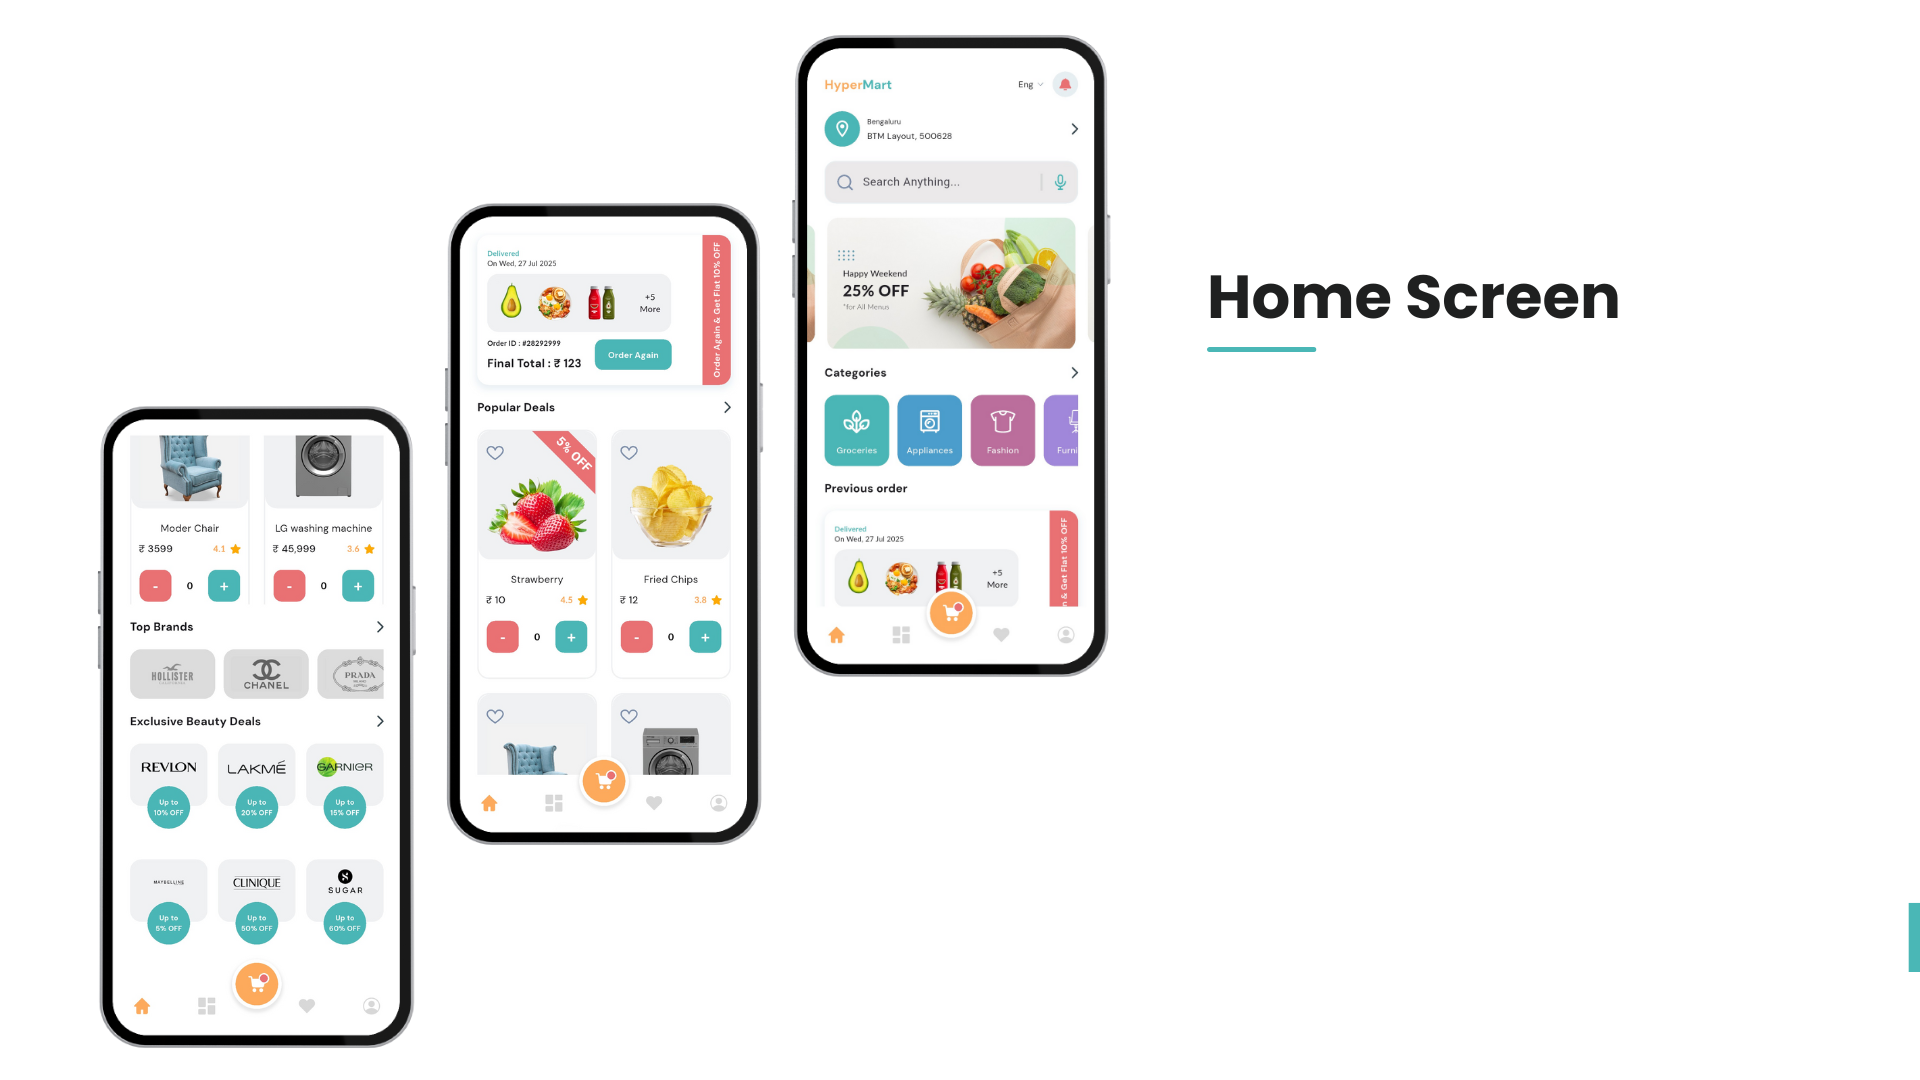 HyperMart
Eng
Bengaluru
BTM Layout, 500628
Search Anything...
Happy Weekend
25% OFF
*for All Menus
Categories
Groceries
Appliances
Fashion
Furni
Previous order
Delivered
On Wed, 27 Jul 2025
+5
More
n & Get Flat 10% OFF
Home Screen
Delivered
On Wed, 27 Jul 2025
+5
More
Order ID : #28292999
Final Total : ₹ 123
Order Again
Order Again & Get Flat 10% OFF
Popular Deals
5% OFF
Strawberry
₹ 10
4.5
- 0 +
Fried Chips
₹ 12
3.8
- 0 +
Moder Chair
₹ 3599
4.1
- 0 +
LG washing machine
₹ 45,999
3.6
- 0 +
Top Brands
HOLLISTER
CHANEL
PRADA
Exclusive Beauty Deals
REVLON
Up to
10% OFF
LAKMÉ
Up to
20% OFF
GARNIER
Up to
15% OFF
MAYBELLINE
Up to
5% OFF
CLINIQUE
Up to
50% OFF
SUGAR
Up to
60% OFF